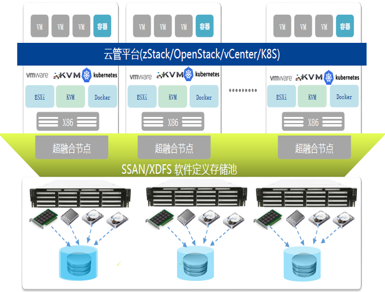 VM VM VM 容器 VM VM VM 容器 VM VM VM 容器
云管平台(zStack/OpenStack/vCenter/K8S)
vmware KVM kubernetes vmware KVM kubernetes vmware KVM kubernetes
ESXi KVM Docker ESXi KVM Docker ESXi KVM Docker
X86 X86 X86
超融合节点 超融合节点 超融合节点
SSAN/XDFS 软件定义存储池